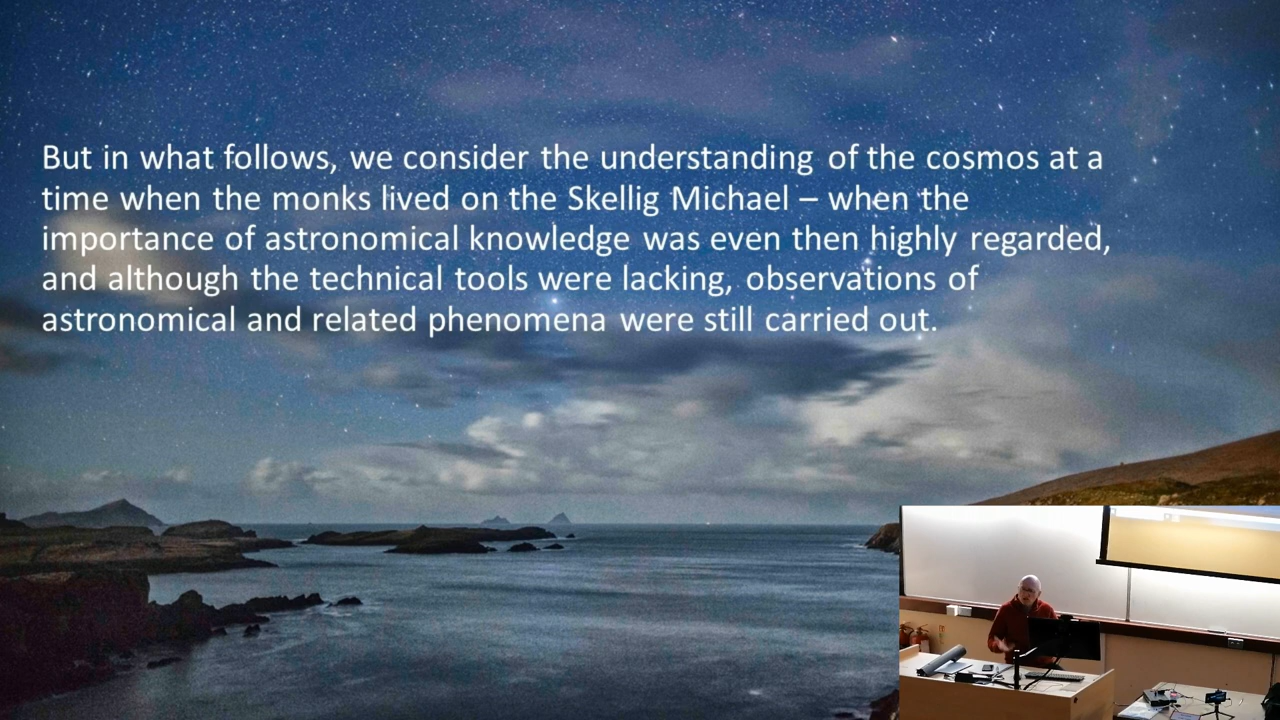 But in what follows, we consider the understanding of the cosmos at a
time when the monks lived on the Skellig Michael – when the
importance of astronomical knowledge was even then highly regarded,
and although the technical tools were lacking, observations of
astronomical and related phenomena were still carried out.